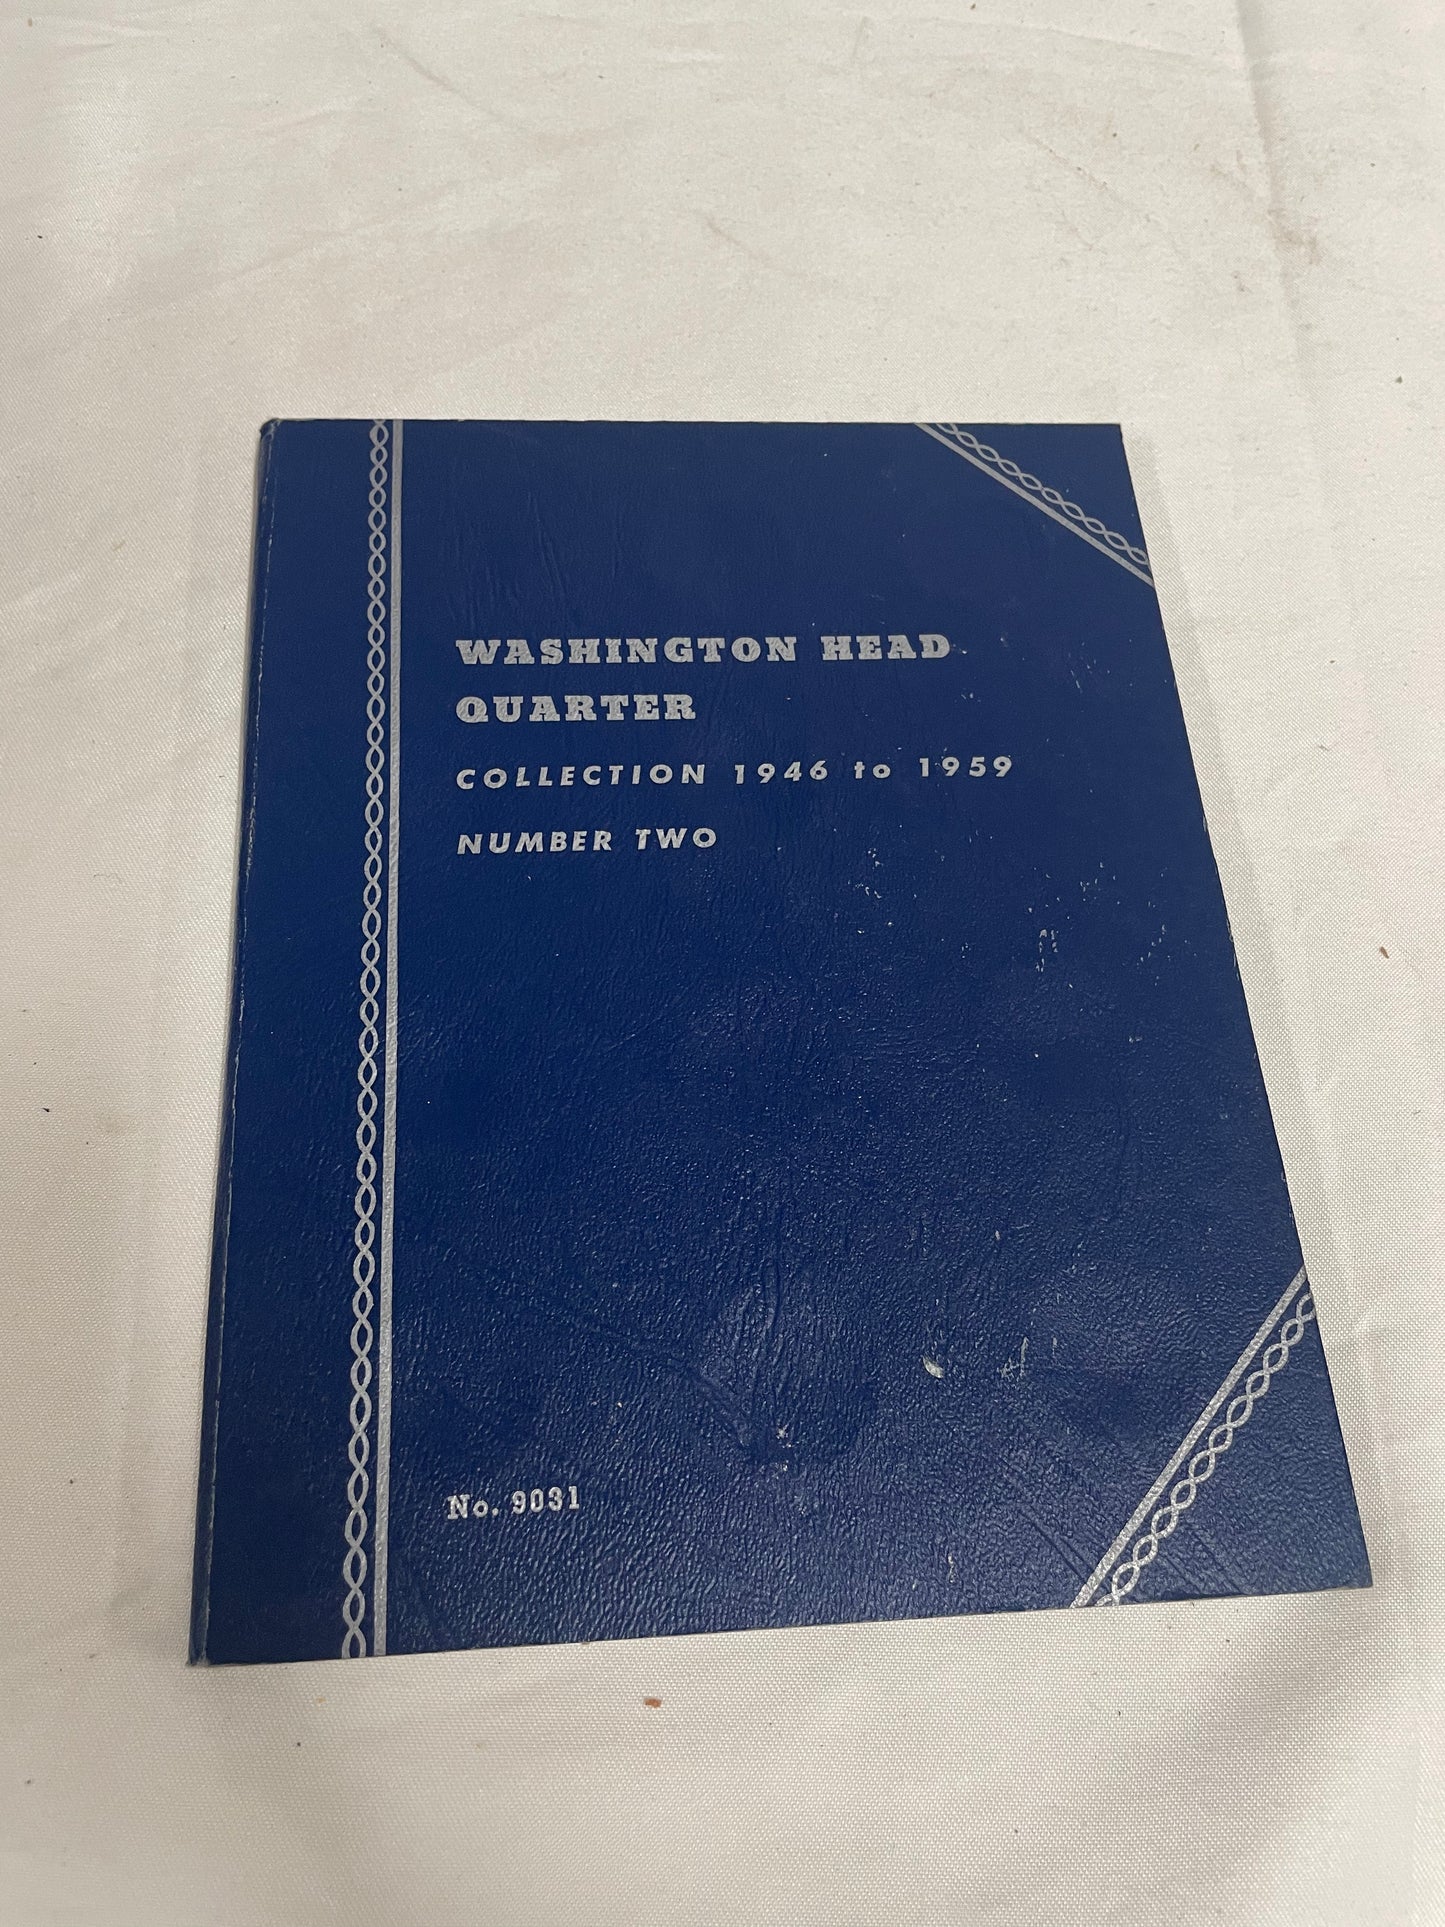 WASHINGTON HEAD
QUARTER
COLLECTION 1946 to 1959
NUMBER TWO
No. 9031